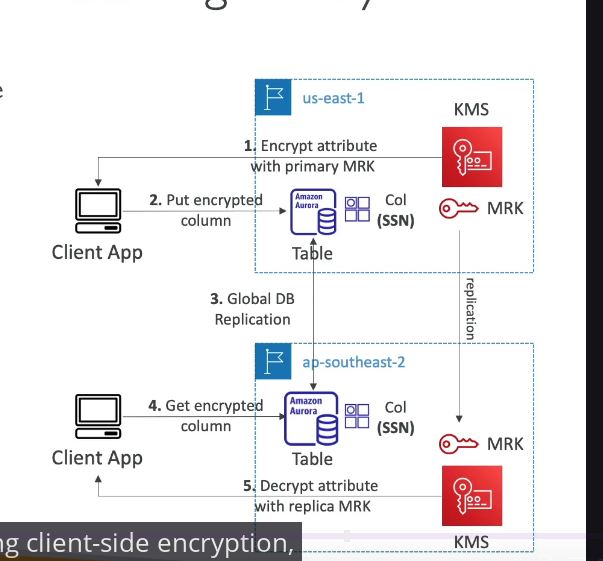 us-east-1
KMS
1. Encrypt attribute
with primary MRK
2. Put encrypted
column
Amazon
Aurora
Col
(SSN)
MRK
Client App
Table
3. Global DB
Replication
replication
ap-southeast-2
4. Get encrypted
column
Amazon
Aurora
Col
(SSN)
MRK
Client App
Table
5. Decrypt attribute
with replica MRK
KMS
client-side encryption,